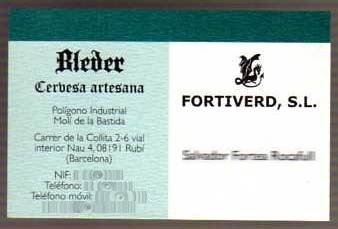 Bleder
Cervesa artesana
Polígono Industrial
Molí de la Bastida
Carrer de la Collita 2-6 vial
interior Nau 4, 08191 Rubí
(Barcelona)
NIF:
Teléfono:
Teléfono móvil:
FORTIVERD, S.L.